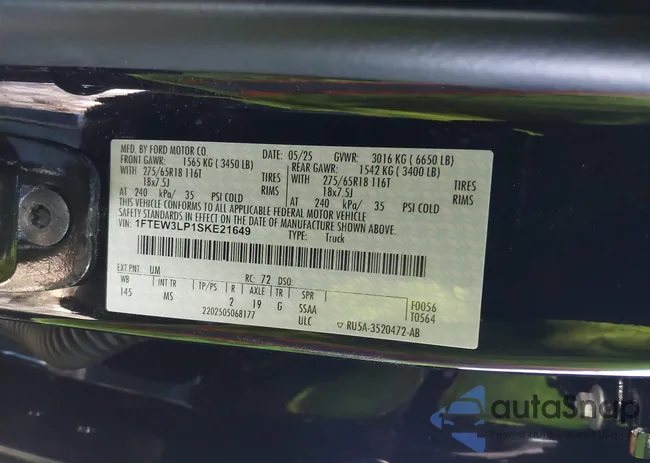 MFD. BY FORD MOTOR CO.
DATE: 05/25 GVWR: 3016 KG ( 6650 LB)
FRONT GAWR: 1565 KG ( 3450 LB) REAR GAWR: 1542 KG ( 3400 LB)
WITH 275/65R18 116T TIRES WITH 275/65R18 116T TIRES
18x7.5J RIMS 18x7.5J RIMS
AT 240 kPa/ 35 PSI COLD AT 240 kPa/ 35 PSI COLD
THIS VEHICLE CONFORMS TO ALL APPLICABLE FEDERAL MOTOR VEHICLE
SAFETY STANDARDS IN EFFECT ON THE DATE OF MANUFACTURE SHOWN ABOVE.
VIN: 1FTEW3LP1SKE21649 TYPE: Truck
EXT PNT: UM RC: 72 DSO:
WB INT TR TP/PS R AXLE TR SPR
145 MS 2 19 G SSAA F0056
2202505068177 ULC T0564
▽ RU5A-3520472-AB
autoSnap